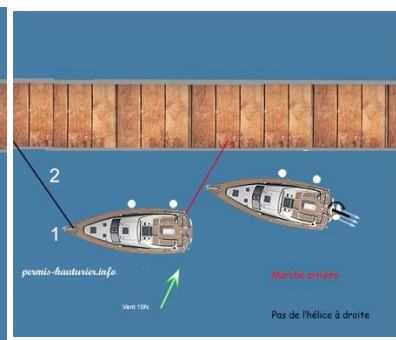 2
1
permis-hauturier.info
Vent 10N
Marche arrière
Pas de l'hélice à droite